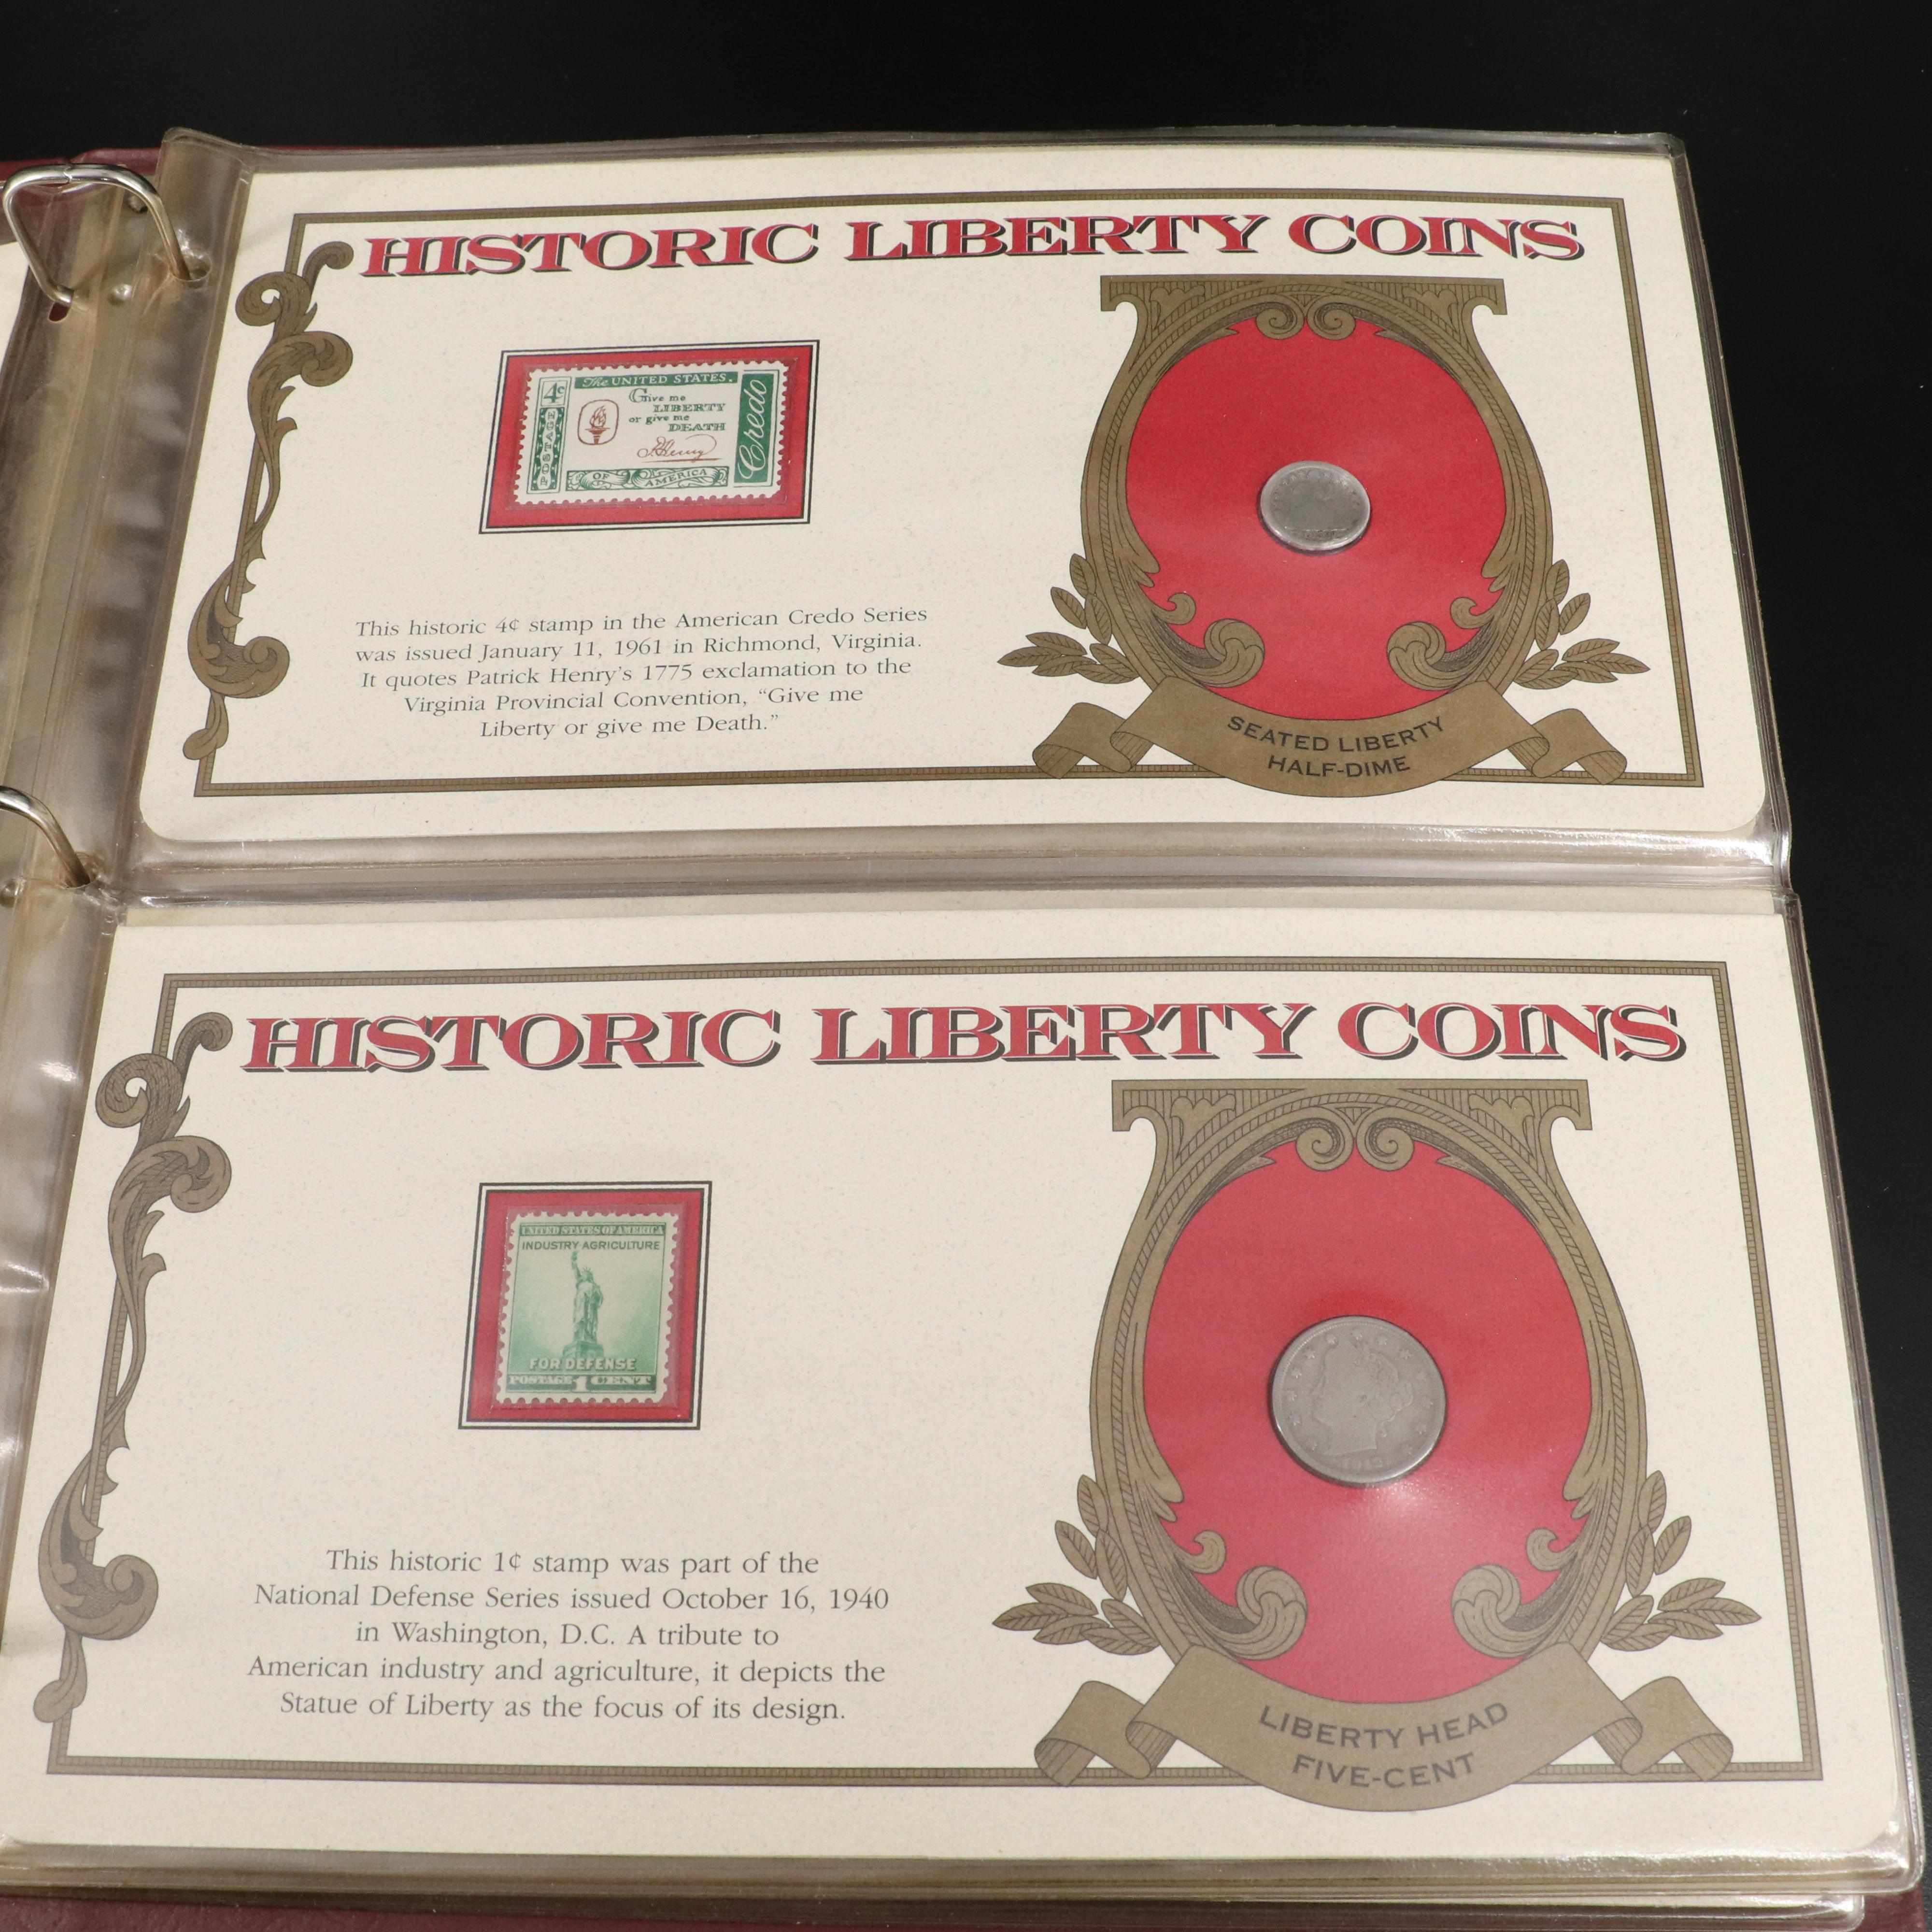 HISTORIC LIBERTY COINS
4¢
POSTAGE
The UNITED STATES.
Give me
LIBERTY
or give me
DEATH
P Henry
OF AMERICA
Credo
This historic 4¢ stamp in the American Credo Series
was issued January 11, 1961 in Richmond, Virginia.
It quotes Patrick Henry's 1775 exclamation to the
Virginia Provincial Convention, “Give me
Liberty or give me Death.”
SEATED LIBERTY
HALF-DIME
HISTORIC LIBERTY COINS
UNITED STATES OF AMERICA
INDUSTRY AGRICULTURE
FOR DEFENSE
POSTAGE 1 CENT
This historic 1¢ stamp was part of the
National Defense Series issued October 16, 1940
in Washington, D.C. A tribute to
American industry and agriculture, it depicts the
Statue of Liberty as the focus of its design.
1912
LIBERTY HEAD
FIVE-CENT